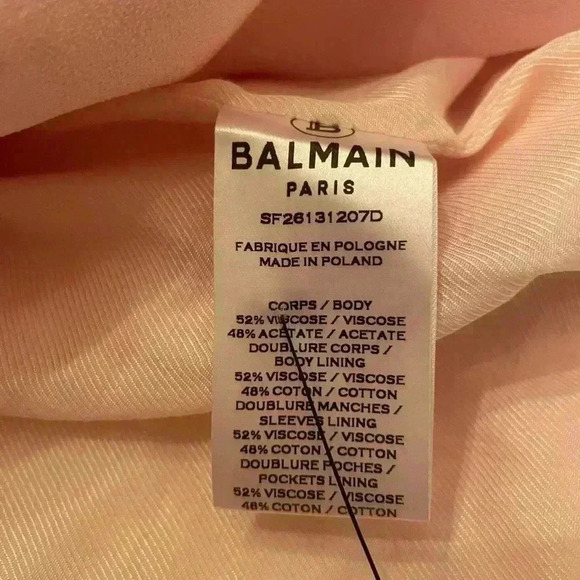 B
BALMAIN
PARIS
SF26131207D
FABRIQUE EN POLOGNE
MADE IN POLAND
CORPS / BODY
52% VISCOSE / VISCOSE
48% ACETATE / ACETATE
DOUBLURE CORPS /
BODY LINING
52% VISCOSE / VISCOSE
48% COTON / COTTON
DOUBLURE MANCHES /
SLEEVES LINING
52% VISCOSE / VISCOSE
48% COTON / COTTON
DOUBLURE POCHES /
POCKETS LINING
52% VISCOSE / VISCOSE
48% COTON / COTTON